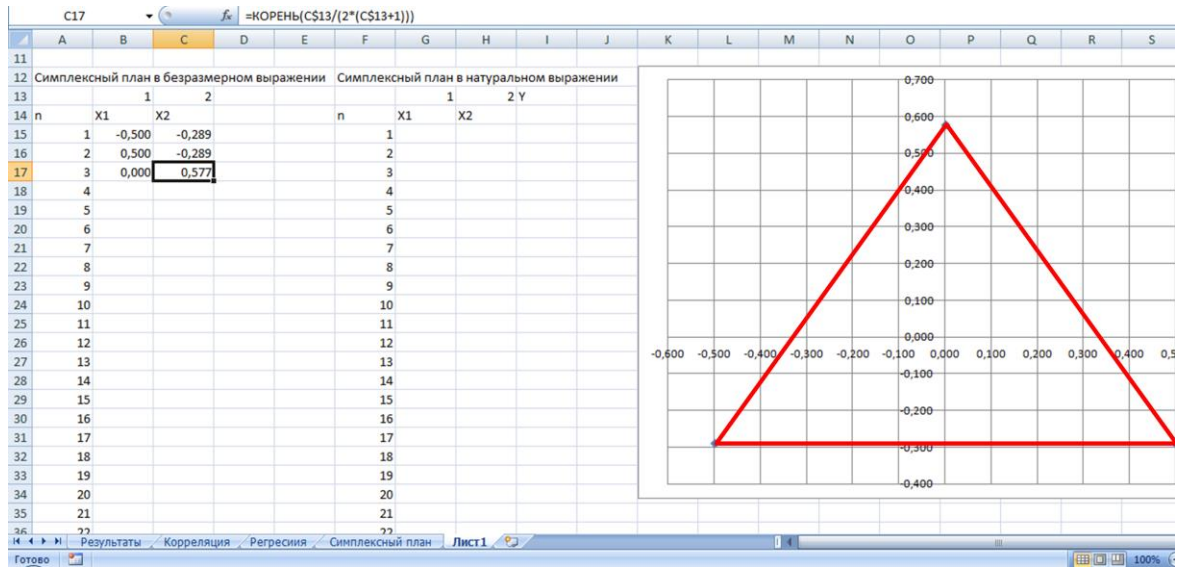 C17 fx =КОРЕНЬ(C$13/(2*(C$13+1)))
A B C D E F G H I J K L M N O P Q R S
11
12 Симплексный план в безразмерном выражении Симплексный план в натуральном выражении
13 1 2 1 2 Y
14 n X1 X2 n X1 X2
15 1 -0,500 -0,289 1
16 2 0,500 -0,289 2
17 3 0,000 0,577 3
18 4 4
19 5 5
20 6 6
21 7 7
22 8 8
23 9 9
24 10 10
25 11 11
26 12 12
27 13 13
28 14 14
29 15 15
30 16 16
31 17 17
32 18 18
33 19 19
34 20 20
35 21 21
36 22 22
0,700
0,600
0,500
0,400
0,300
0,200
0,100
0,000
-0,600 -0,500 -0,400 -0,300 -0,200 -0,100 0,000 0,100 0,200 0,300 0,400 0,5
-0,100
-0,200
-0,300
-0,400
Результаты Корреляция Регресиия Симплексный план Лист1
Готово 100%